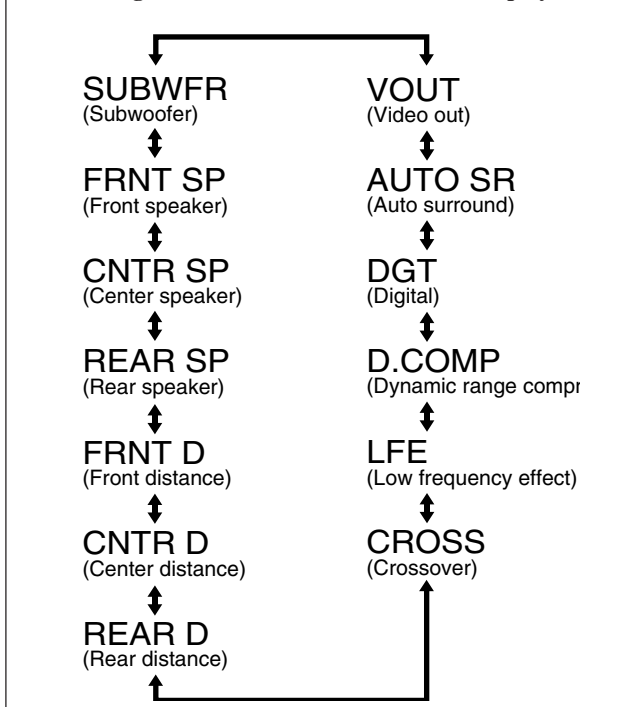 SUBWFR
(Subwoofer)
FRNT SP
(Front speaker)
CNTR SP
(Center speaker)
REAR SP
(Rear speaker)
FRNT D
(Front distance)
CNTR D
(Center distance)
REAR D
(Rear distance)
VOUT
(Video out)
AUTO SR
(Auto surround)
DGT
(Digital)
D.COMP
(Dynamic range compr
LFE
(Low frequency effect)
CROSS
(Crossover)